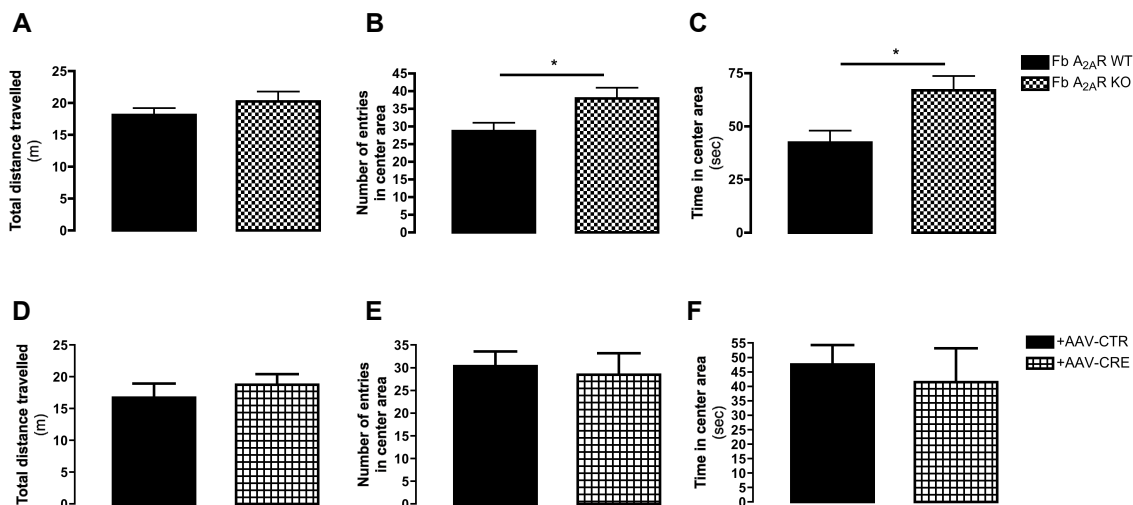 A
Total distance travelled
(m)
25
20
15
10
5
0
B
Number of entries
in center area
45
40
35
30
25
20
15
10
5
0
*
C
Time in center area
(sec)
75
50
25
0
*
Fb A2AR WT
Fb A2AR KO
D
Total distance travelled
(m)
25
20
15
10
5
0
E
Number of entries
in center area
35
30
25
20
15
10
5
0
F
Time in center area
(sec)
55
50
45
40
35
30
25
20
15
10
5
0
+AAV-CTR
+AAV-CRE